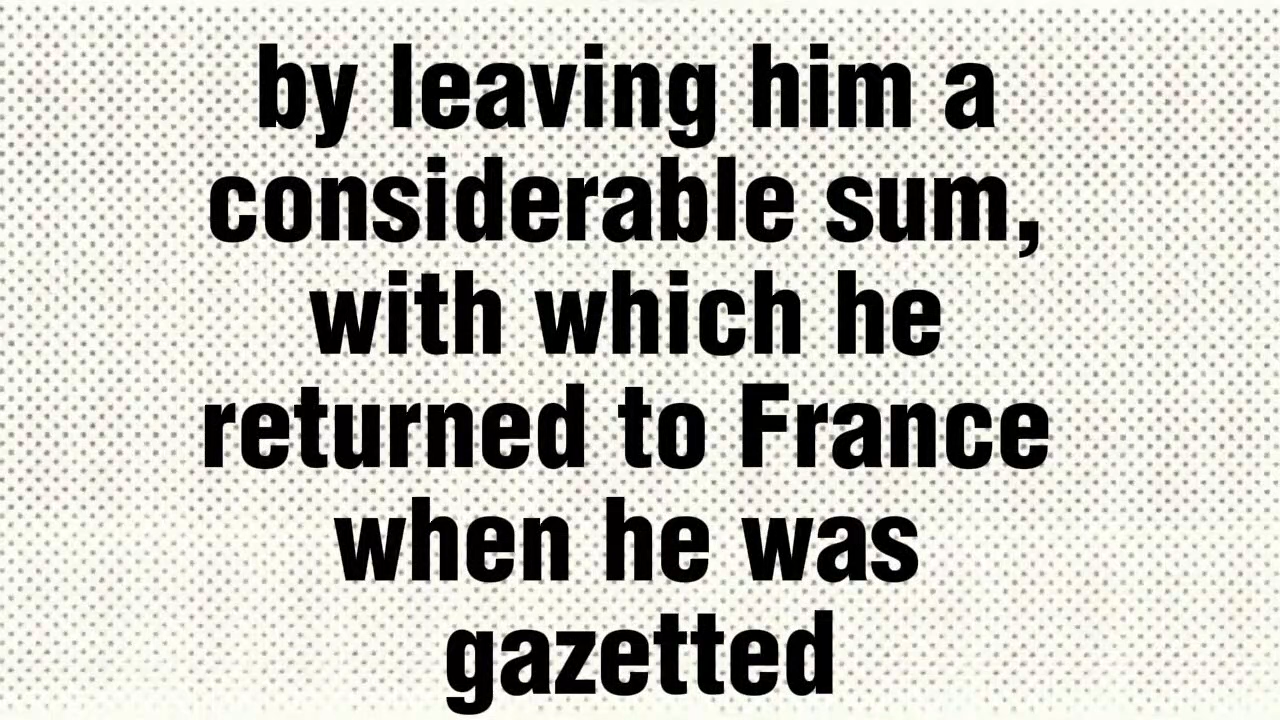 by leaving him a
considerable sum,
with which he
returned to France
when he was
gazetted